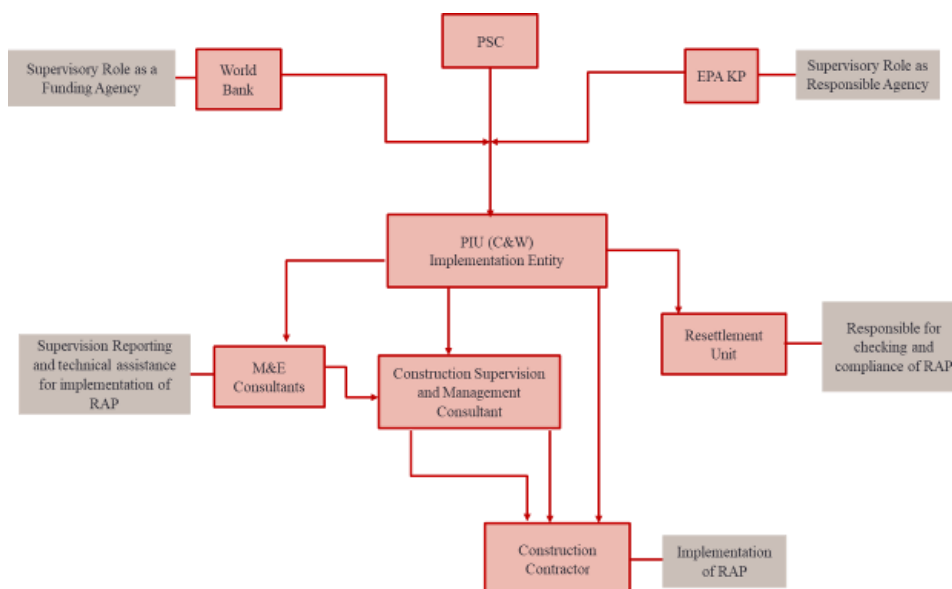 PSC
Supervisory Role as a
Funding Agency
World
Bank
EPA KP
Supervisory Role as
Responsible Agency
PIU (C&W)
Implementation Entity
Supervision Reporting
and technical assistance
for implementation of
RAP
M&E
Consultants
Construction Supervision
and Management
Consultant
Resettlement
Unit
Responsible for
checking and
compliance of RAP
Construction
Contractor
Implementation
of RAP